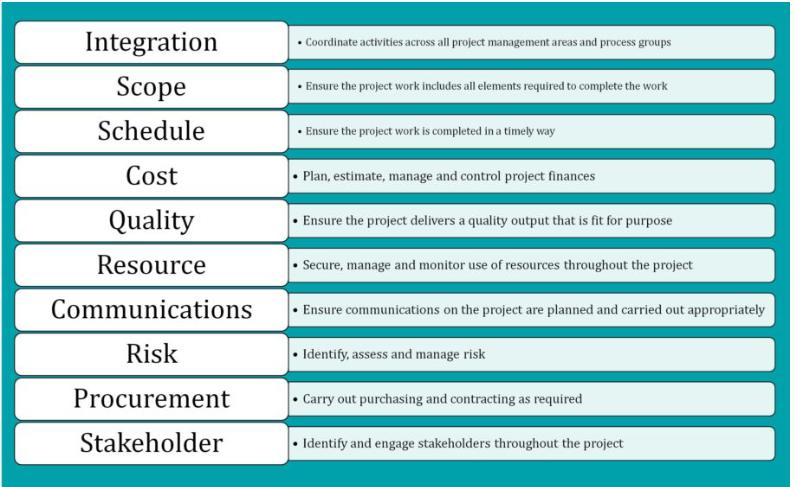 Integration
• Coordinate activities across all project management areas and process groups
Scope
• Ensure the project work includes all elements required to complete the work
Schedule
• Ensure the project work is completed in a timely way
Cost
• Plan, estimate, manage and control project finances
Quality
• Ensure the project delivers a quality output that is fit for purpose
Resource
• Secure, manage and monitor use of resources throughout the project
Communications
• Ensure communications on the project are planned and carried out appropriately
Risk
• Identify, assess and manage risk
Procurement
• Carry out purchasing and contracting as required
Stakeholder
• Identify and engage stakeholders throughout the project